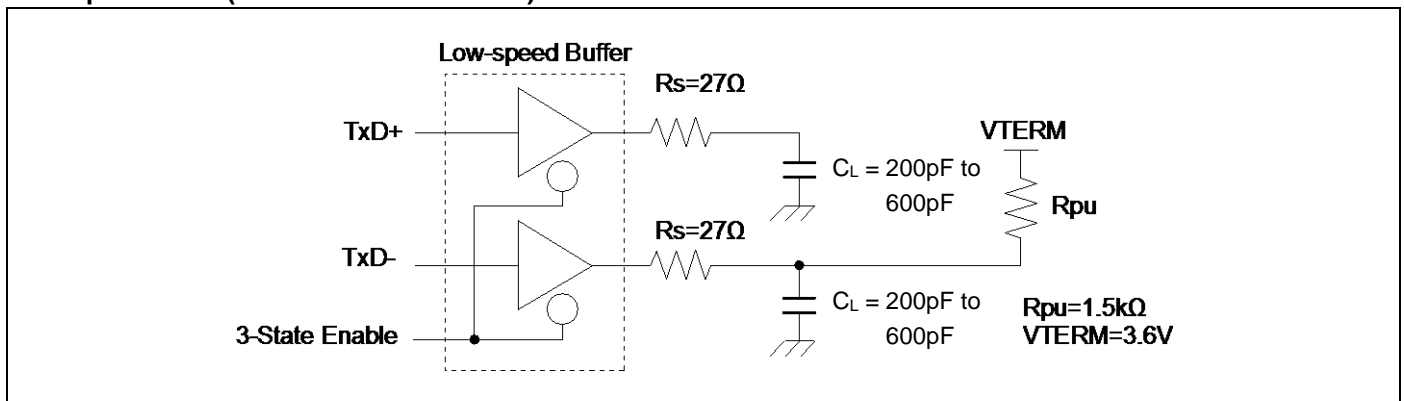 Low-speed Buffer
Rs=27Ω
TxD+
VTERM
CL = 200pF to
600pF
Rpu
Rs=27Ω
TxD-
CL = 200pF to
600pF
Rpu=1.5kΩ
VTERM=3.6V
3-State Enable